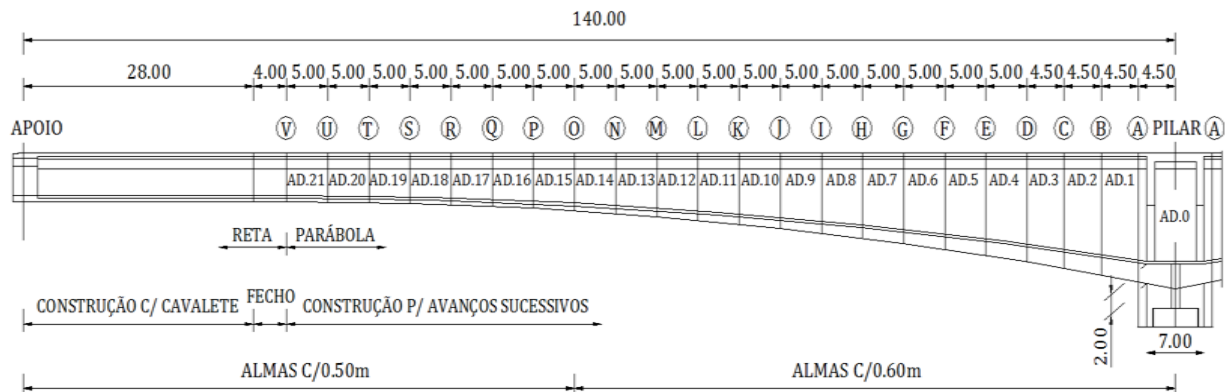 140.00
28.00 4.00 5.00 5.00 5.00 5.00 5.00 5.00 5.00 5.00 5.00 5.00 5.00 5.00 5.00 5.00 5.00 5.00 5.00 5.00 4.50 4.50 4.50 4.50
APOIO V U T S R Q P O N M L K J I H G F E D C B A PILAR A
AD.21 AD.20 AD.19 AD.18 AD.17 AD.16 AD.15 AD.14 AD.13 AD.12 AD.11 AD.10 AD.9 AD.8 AD.7 AD.6 AD.5 AD.4 AD.3 AD.2 AD.1
AD.0
RETA PARÁBOLA
CONSTRUÇÃO C/ CAVALETE FECHO CONSTRUÇÃO P/ AVANÇOS SUCESSIVOS
2.00
7.00
ALMAS C/0.50m ALMAS C/0.60m